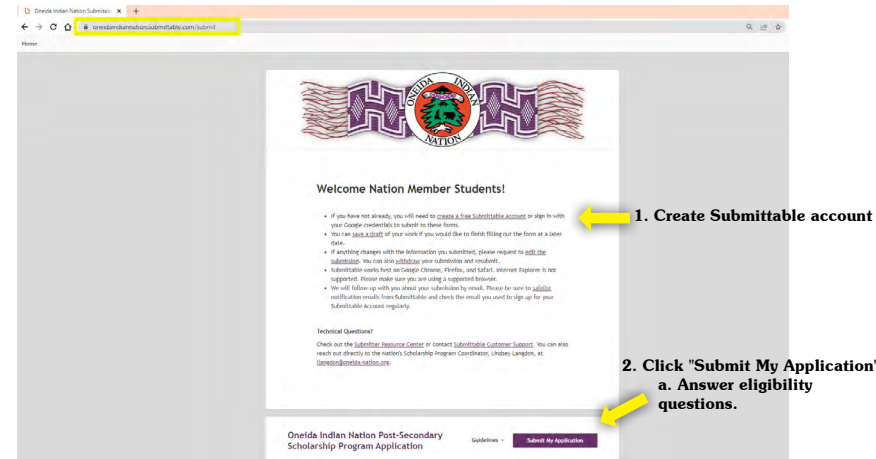 Oneida Indian Nation Submission
oneidaindiannation.submittable.com/submit
Home
ONEIDA INDIAN
NATION
Welcome Nation Member Students!
• If you have not already, you will need to create a free Submittable account or sign in with
your Google credentials to submit to these forms.
• You can save a draft of your work if you would like to finish filling out the form at a later
date.
• If anything changes with the information you submitted, please request to edit the
submission. You can also withdraw your submission and resubmit.
• Submittable works best on Google Chrome, Firefox, and Safari. Internet Explorer is not
supported. Please make sure you are using a supported browser.
• We will follow up with you about your submission by email. Please be sure to safelist
notification emails from Submittable and check the email you used to sign up for your
Submittable Account regularly.
Technical Questions?
Check out the Submitter Resource Center or contact Submittable Customer Support. You can also
reach out directly to the Nation's Scholarship Program Coordinator, Lindsey Langdon, at
llangdon@oneida-nation.org.
1. Create Submittable account
2. Click "Submit My Application"
a. Answer eligibility
questions.
Oneida Indian Nation Post-Secondary
Scholarship Program Application
Guidelines
Submit My Application